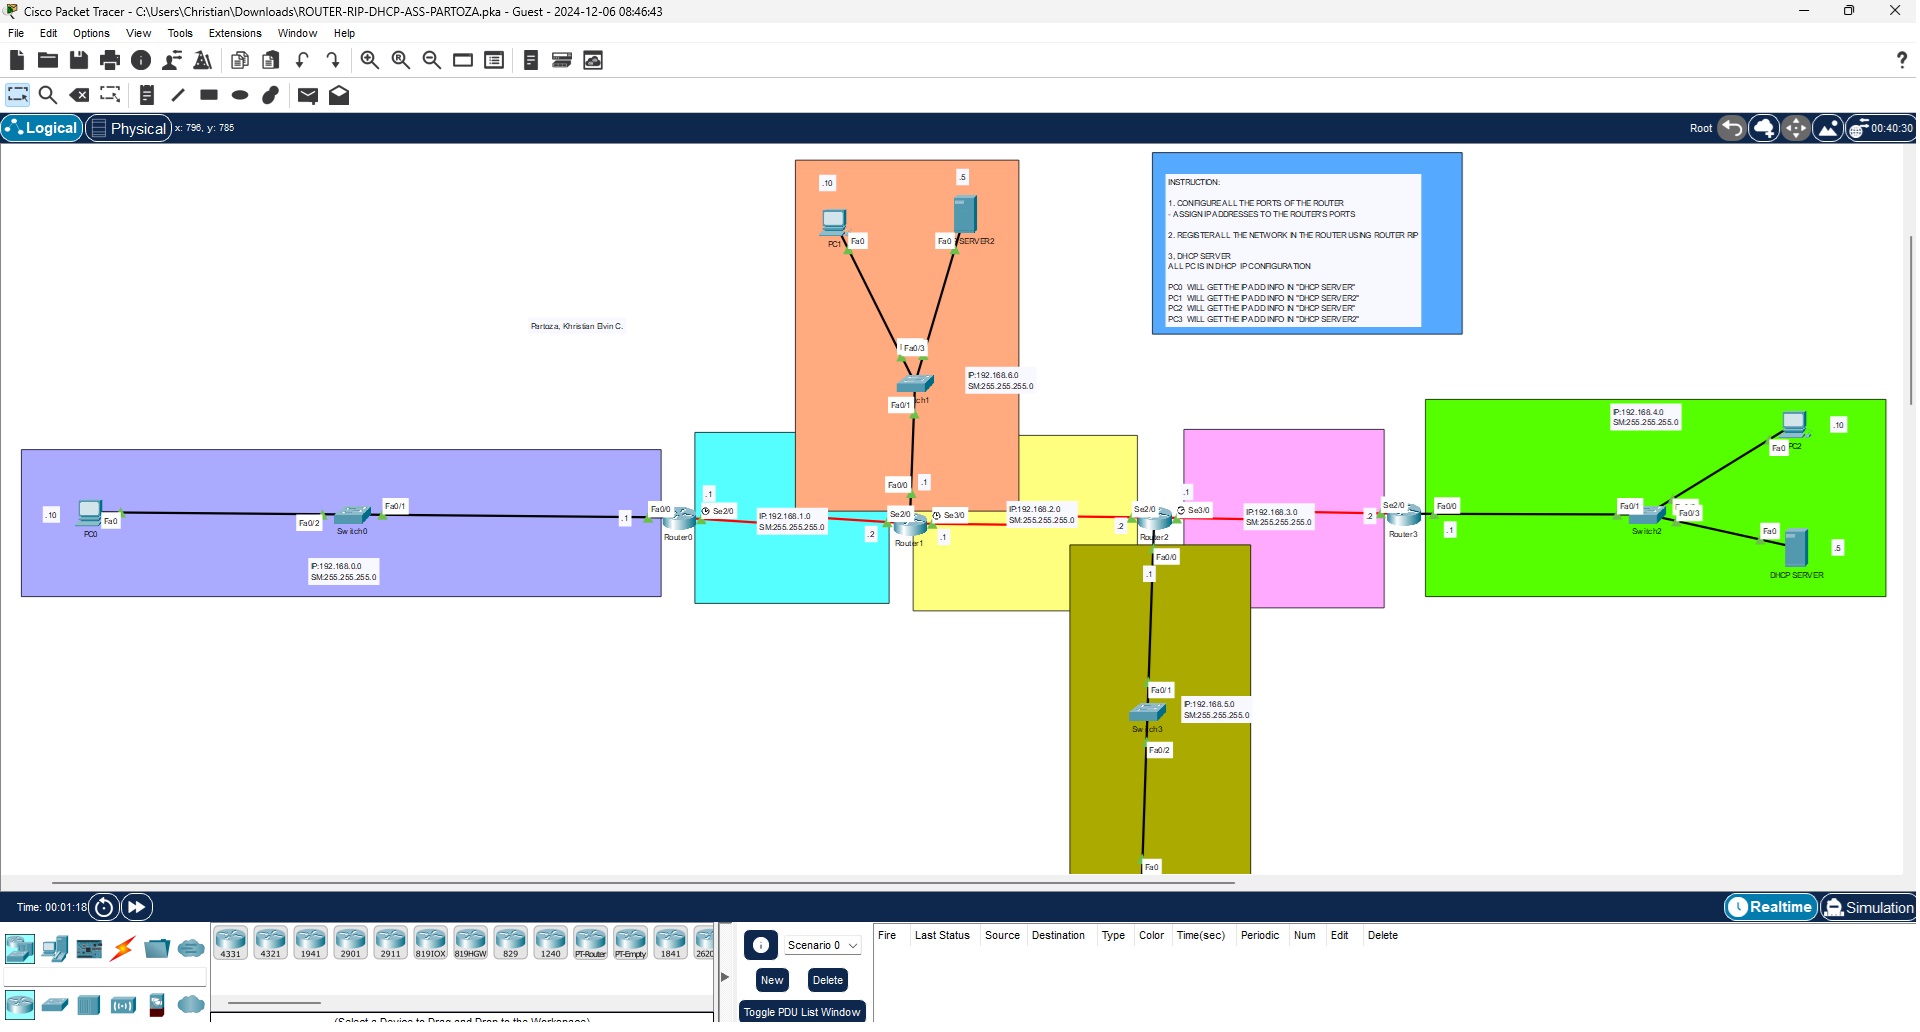 Cisco Packet Tracer - C:\Users\Christian\Downloads\ROUTER-RIP-DHCP-ASS-PARTOZA.pka - Guest - 2024-12-06 08:46:43
File Edit Options View Tools Extensions Window Help
Logical Physical x: 796, y: 785
Root 00:40:30
.10
.5
PC1
Fa0
Fa0
SERVER2
INSTRUCTION:
1. CONFIGURE ALL THE PORTS OF THE ROUTER
- ASSIGN IP ADDRESSES TO THE ROUTER'S PORTS
2. REGISTER ALL THE NETWORK IN THE ROUTER USING ROUTER RIP
3, DHCP SERVER
ALL PC IS IN DHCP IP CONFIGURATION
PC0 WILL GET THE IP ADD INFO IN "DHCP SERVER"
PC1 WILL GET THE IP ADD INFO IN "DHCP SERVER2"
PC2 WILL GET THE IP ADD INFO IN "DHCP SERVER"
PC3 WILL GET THE IP ADD INFO IN "DHCP SERVER2"
Partoza, Khristian Elvin C.
Fa0/3
ch1
Fa0/1
IP:192.168.6.0
SM:255.255.255.0
Fa0/0
.1
.10
PC0
Fa0
Fa0/2
Switch0
Fa0/1
IP:192.168.0.0
SM:255.255.255.0
.1
Fa0/0
Router0
.1
Se2/0
IP:192.168.1.0
SM:255.255.255.0
.2
Se2/0
Router1
Se3/0
.1
IP:192.168.2.0
SM:255.255.255.0
.2
Se2/0
Router2
.1
Se3/0
Fa0/0
.1
IP:192.168.3.0
SM:255.255.255.0
.2
Se2/0
Router3
Fa0/0
.1
IP:192.168.4.0
SM:255.255.255.0
.10
Fa0
PC2
Fa0/1
Fa0/3
Switch2
Fa0
.5
DHCP SERVER
Fa0/1
Sw ch3
Fa0/2
IP:192.168.5.0
SM:255.255.255.0
Fa0
Time: 00:01:18
Realtime Simulation
4331 4321 1941 2901 2911 819IOX 819HGW 829 1240 PT-Router PT-Empty 1841 2620
(Select a Device to Drag and Drop to the Workspace)
Scenario 0
New Delete
Toggle PDU List Window
Fire Last Status Source Destination Type Color Time(sec) Periodic Num Edit Delete